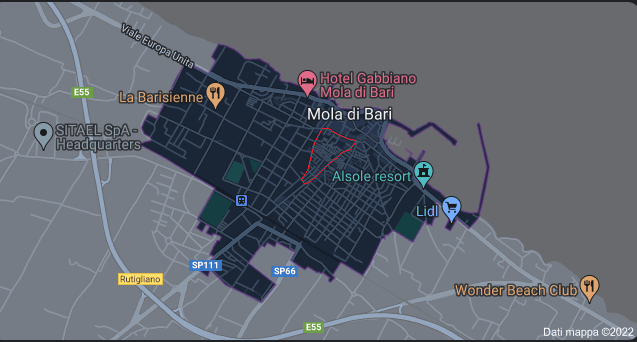 Viale Europa Unita
E55
Hotel Gabbiano
Mola di Bari
La Barisienne
Mola di Bari
SITAEL SpA -
Headquarters
Alsole resort
Lidl
SP111
SP66
Rutigliano
Wonder Beach Club
E55
Dati mappa ©2022